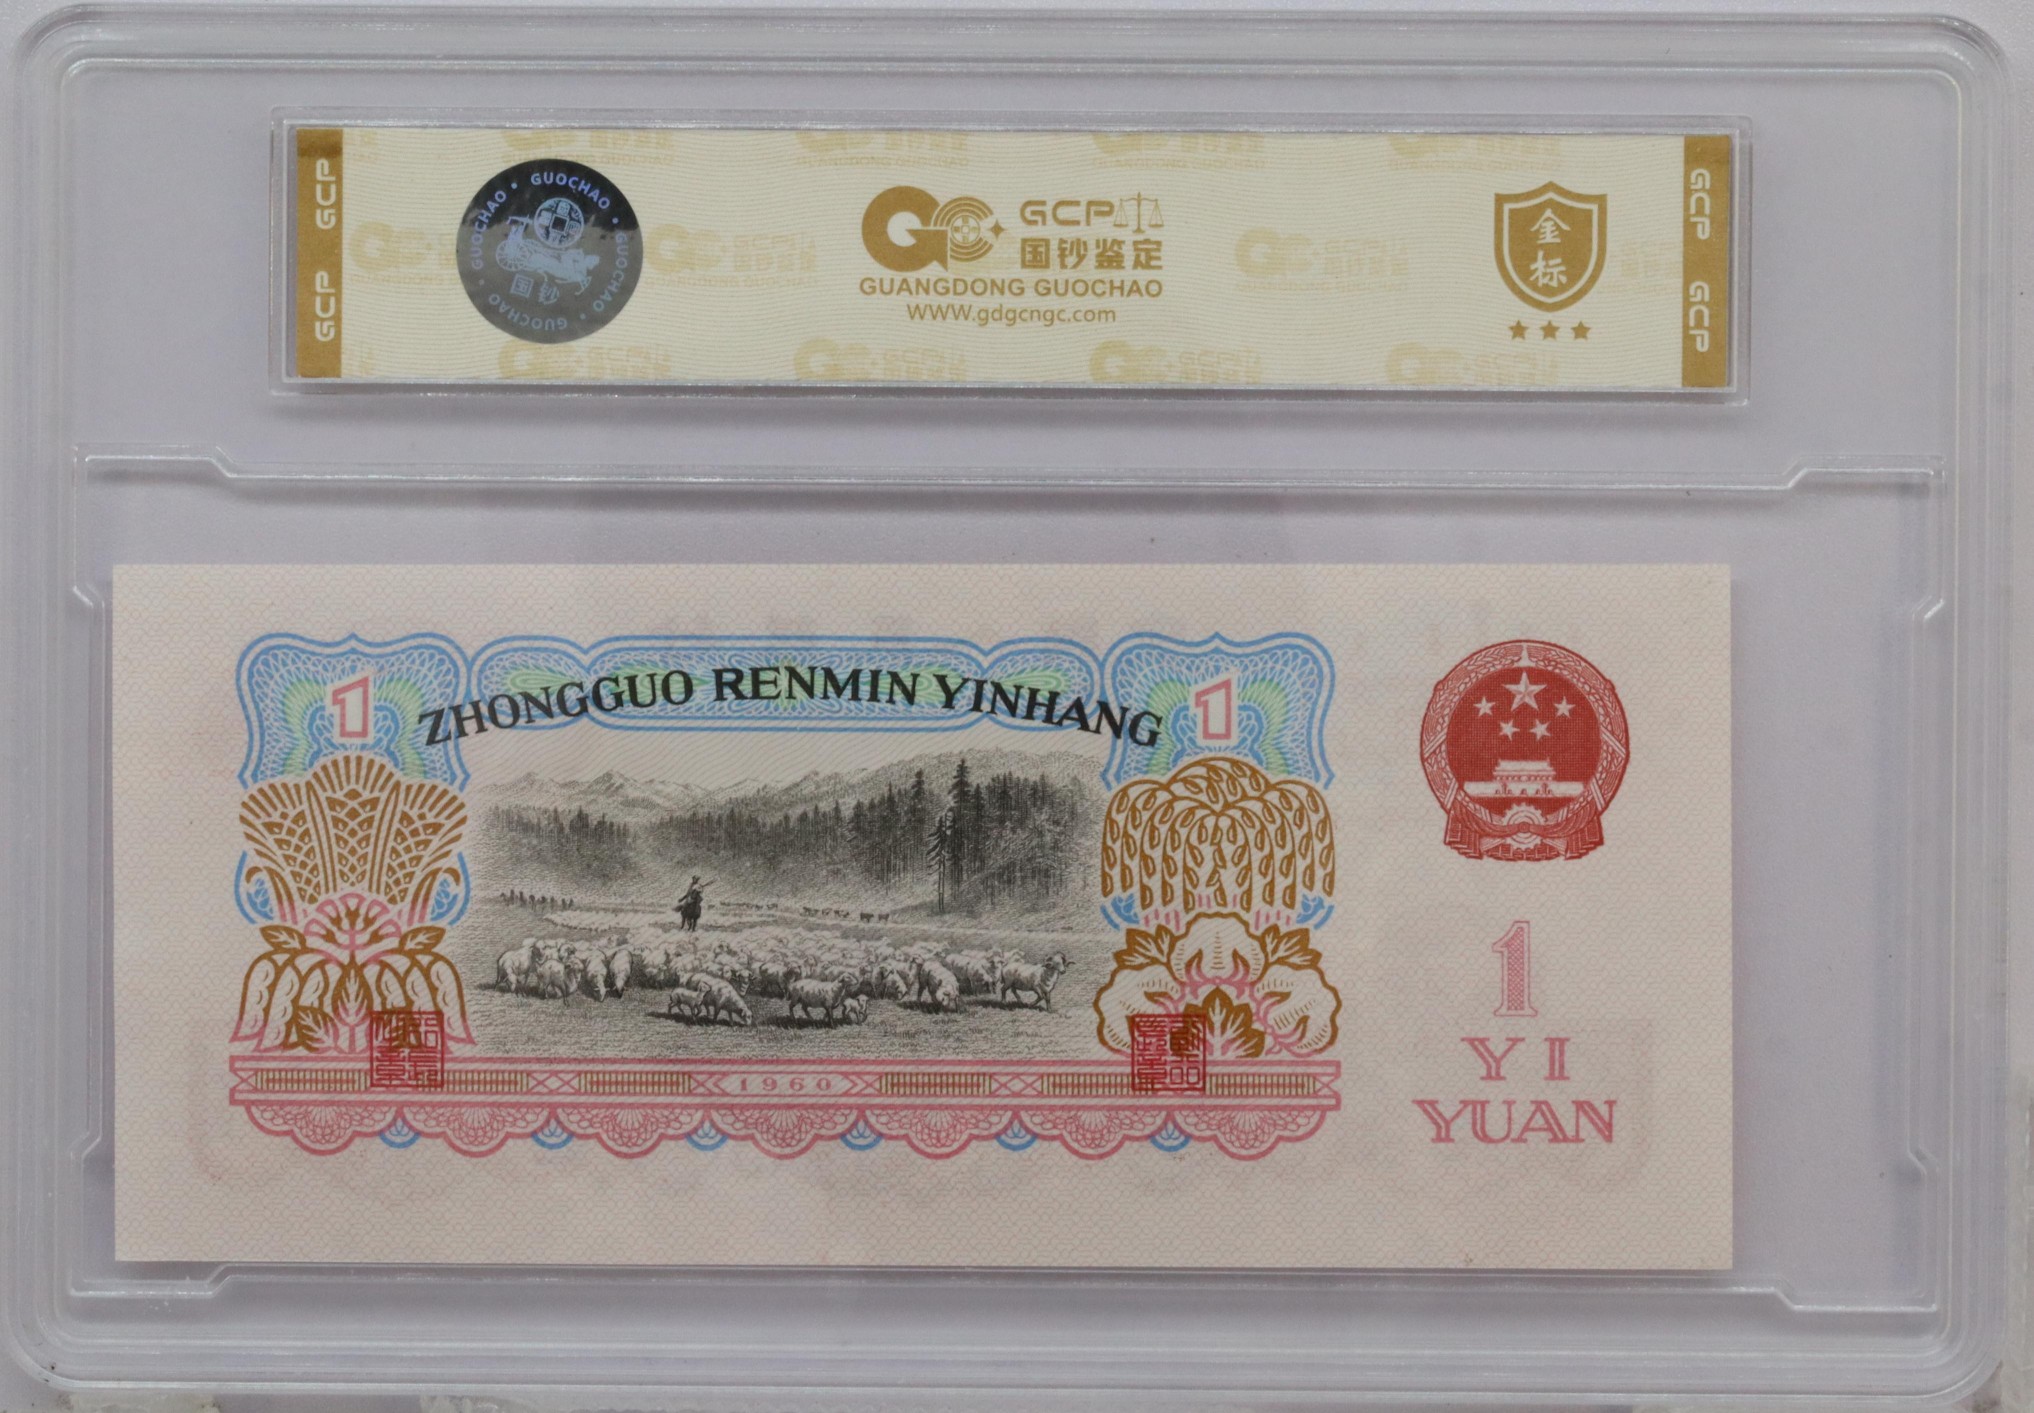 GCP GCP
GUOCHAO • GUOCHAO • GUOCHAO • GUOCHAO
国钞
GC GCP
国钞鉴定
GUANGDONG GUOCHAO
WWW.gdgcngc.com
金
标
GCP GCP
ZHONGGUO RENMIN YINHANG
1
1
1960
1
YI
YUAN